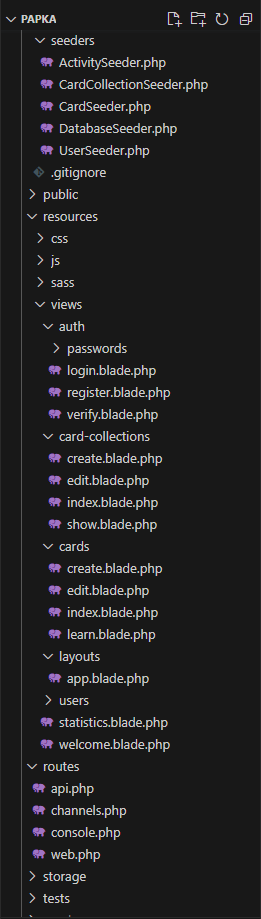 PAPKA
seeders
ActivitySeeder.php
CardCollectionSeeder.php
CardSeeder.php
DatabaseSeeder.php
UserSeeder.php
.gitignore
public
resources
css
js
sass
views
auth
passwords
login.blade.php
register.blade.php
verify.blade.php
card-collections
create.blade.php
edit.blade.php
index.blade.php
show.blade.php
cards
create.blade.php
edit.blade.php
index.blade.php
learn.blade.php
layouts
app.blade.php
users
statistics.blade.php
welcome.blade.php
routes
api.php
channels.php
console.php
web.php
storage
tests